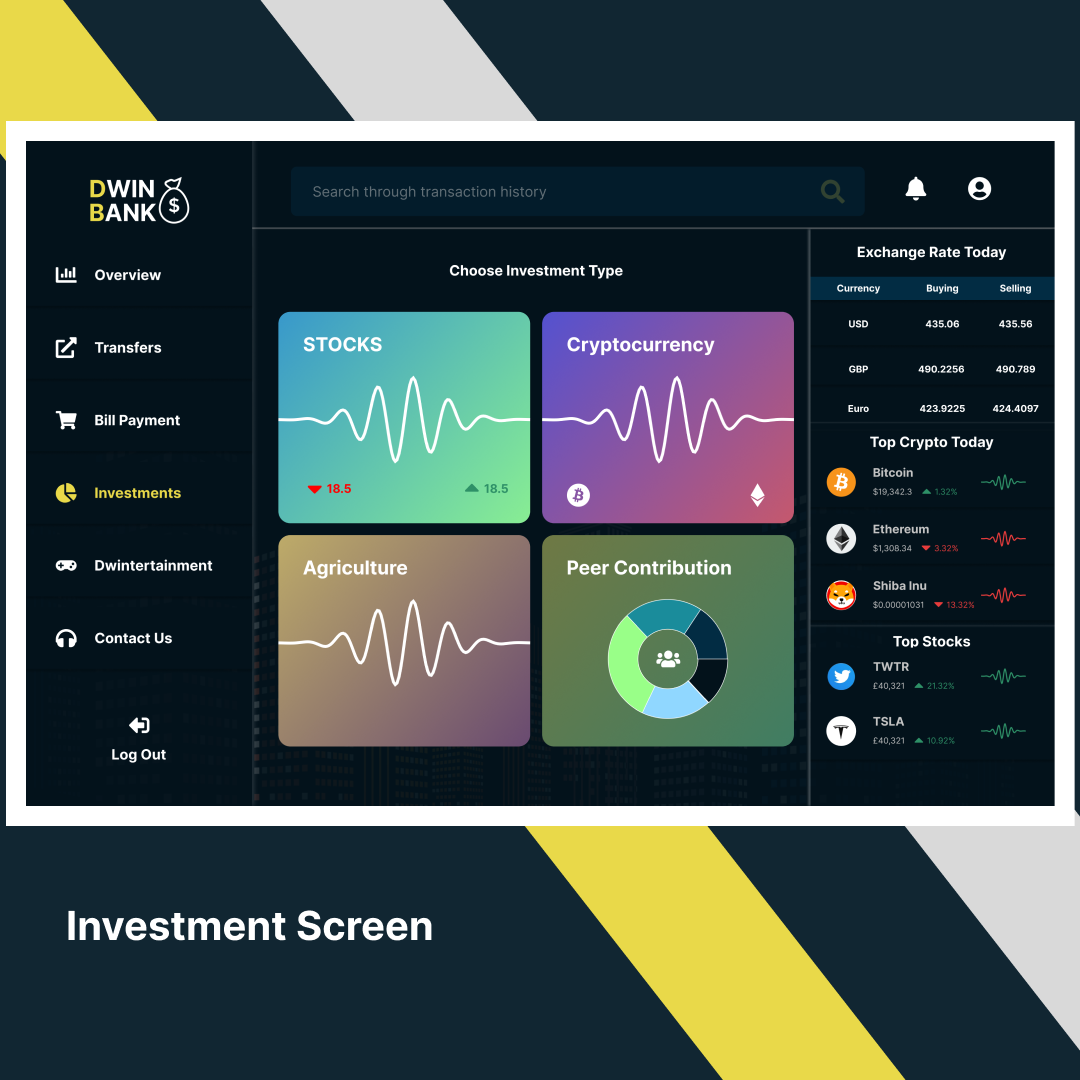 DWIN
BANK
$
Search through transaction history
Overview
Transfers
Bill Payment
Investments
Dwintertainment
Contact Us
Log Out
Choose Investment Type
STOCKS
18.5 18.5
Cryptocurrency
Agriculture
Peer Contribution
Exchange Rate Today
Currency Buying Selling
USD 435.06 435.56
GBP 490.2256 490.789
Euro 423.9225 424.4097
Top Crypto Today
Bitcoin
$19,342.3 1.32%
Ethereum
$1,308.34 3.32%
Shiba Inu
$0.00001031 13.32%
Top Stocks
TWTR
£40,321 21.32%
TSLA
£40,321 10.92%
Investment Screen